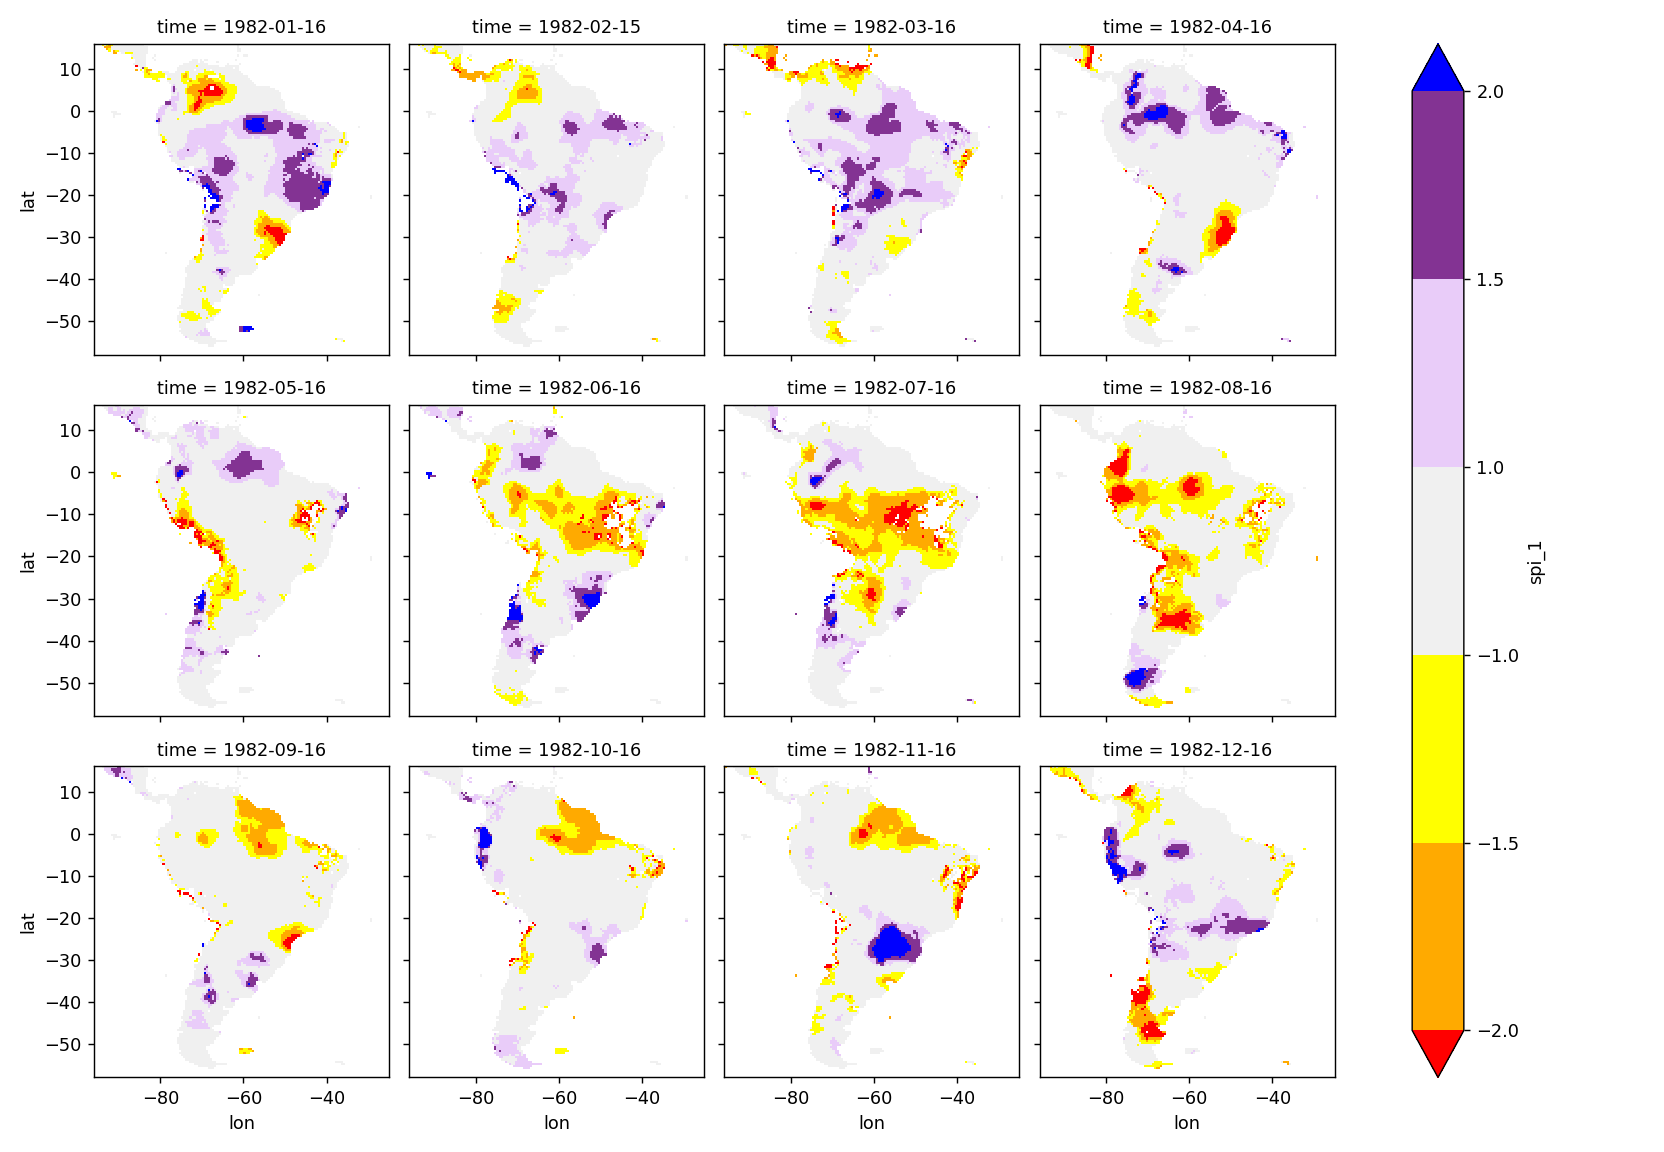 time = 1982-01-16
time = 1982-02-15
time = 1982-03-16
time = 1982-04-16
lat
10
0
−10
−20
−30
−40
−50
time = 1982-05-16
time = 1982-06-16
time = 1982-07-16
time = 1982-08-16
lat
10
0
−10
−20
−30
−40
−50
time = 1982-09-16
time = 1982-10-16
time = 1982-11-16
time = 1982-12-16
lat
10
0
−10
−20
−30
−40
−50
−80 −60 −40
lon
−80 −60 −40
lon
−80 −60 −40
lon
−80 −60 −40
lon
2.0
1.5
1.0
−1.0
−1.5
−2.0
spi_1